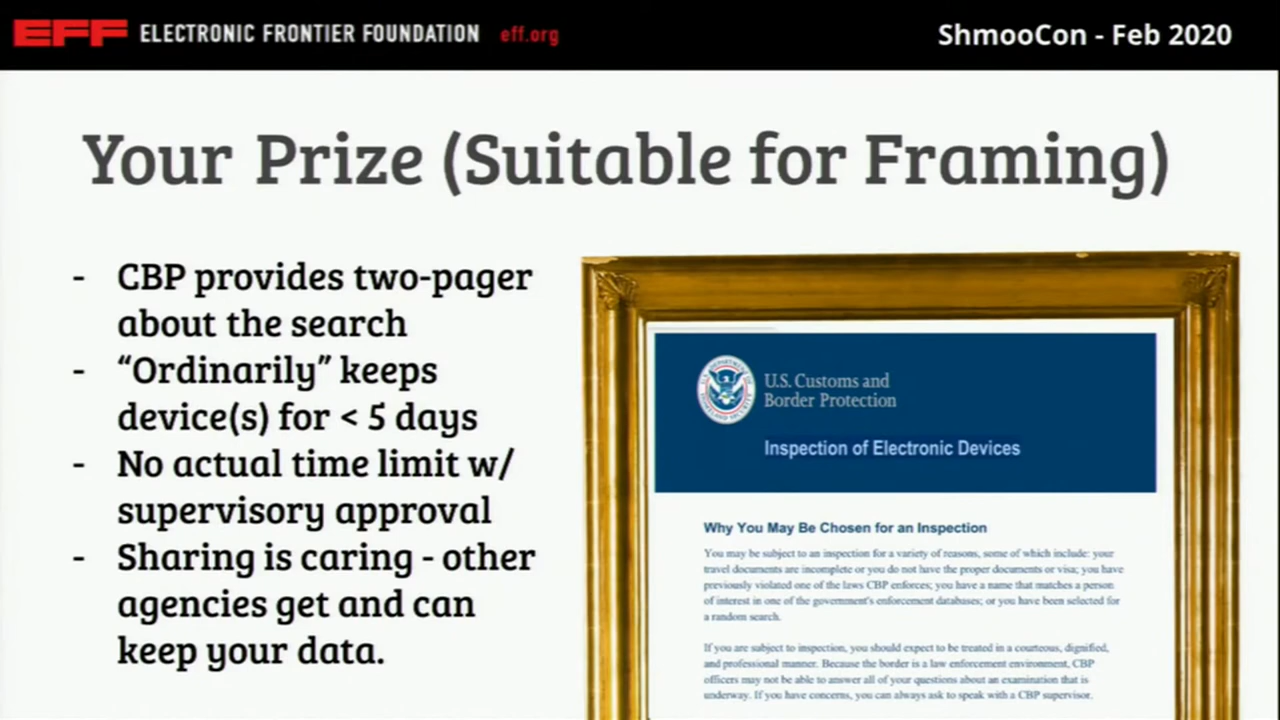 EFF ELECTRONIC FRONTIER FOUNDATION eff.org
ShmooCon - Feb 2020
Your Prize (Suitable for Framing)
- CBP provides two-pager
about the search
- “Ordinarily” keeps
device(s) for < 5 days
- No actual time limit w/
supervisory approval
- Sharing is caring - other
agencies get and can
keep your data.
U.S. Customs and
Border Protection
Inspection of Electronic Devices
Why You May Be Chosen for an Inspection
You may be subject to an inspection for a variety of reasons, some of which include: your
travel documents are incomplete or you do not have the proper documents or visa; you have
previously violated one of the laws CBP enforces; you have a name that matches a person
of interest in one of the government's enforcement databases; or you have been selected for
a random search.
If you are subject to inspection, you should expect to be treated in a courteous, dignified,
and professional manner. Because the border is a law enforcement environment, CBP
officers may not be able to answer all of your questions about an examination that is
underway. If you have concerns, you can always ask to speak with a CBP supervisor.